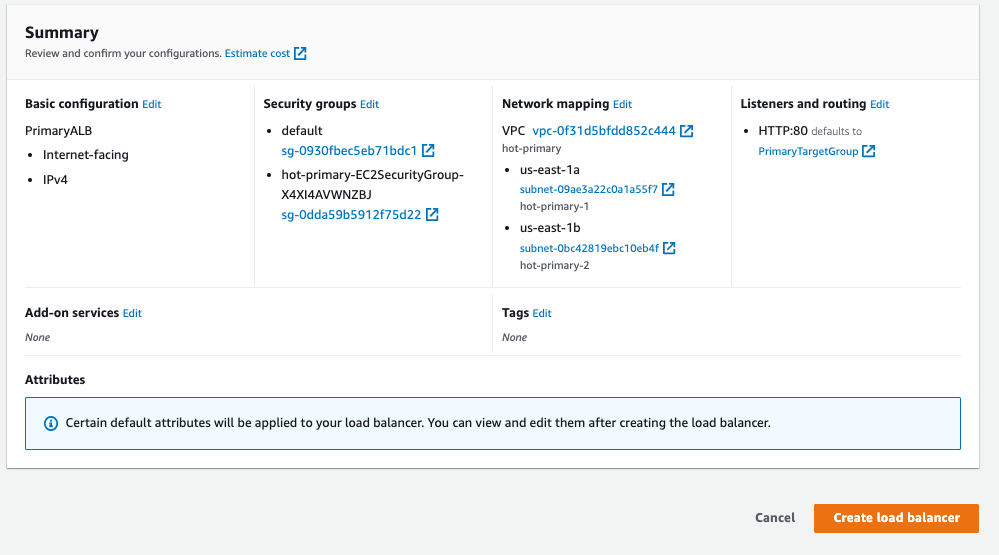 Summary
Review and confirm your configurations. Estimate cost
Basic configuration Edit
PrimaryALB
Internet-facing
IPv4
Security groups Edit
default
sg-0930fbec5eb71bdc1
hot-primary-EC2SecurityGroup-
X4XI4AVWNZBJ
sg-0dda59b5912f75d22
Network mapping Edit
VPC vpc-0f31d5bfdd852c444
hot-primary
us-east-1a
subnet-09ae3a22c0a1a55f7
hot-primary-1
us-east-1b
subnet-0bc42819ebc10eb4f
hot-primary-2
Listeners and routing Edit
HTTP:80 defaults to
PrimaryTargetGroup
Add-on services Edit
None
Tags Edit
None
Attributes
Certain default attributes will be applied to your load balancer. You can view and edit them after creating the load balancer.
Cancel
Create load balancer